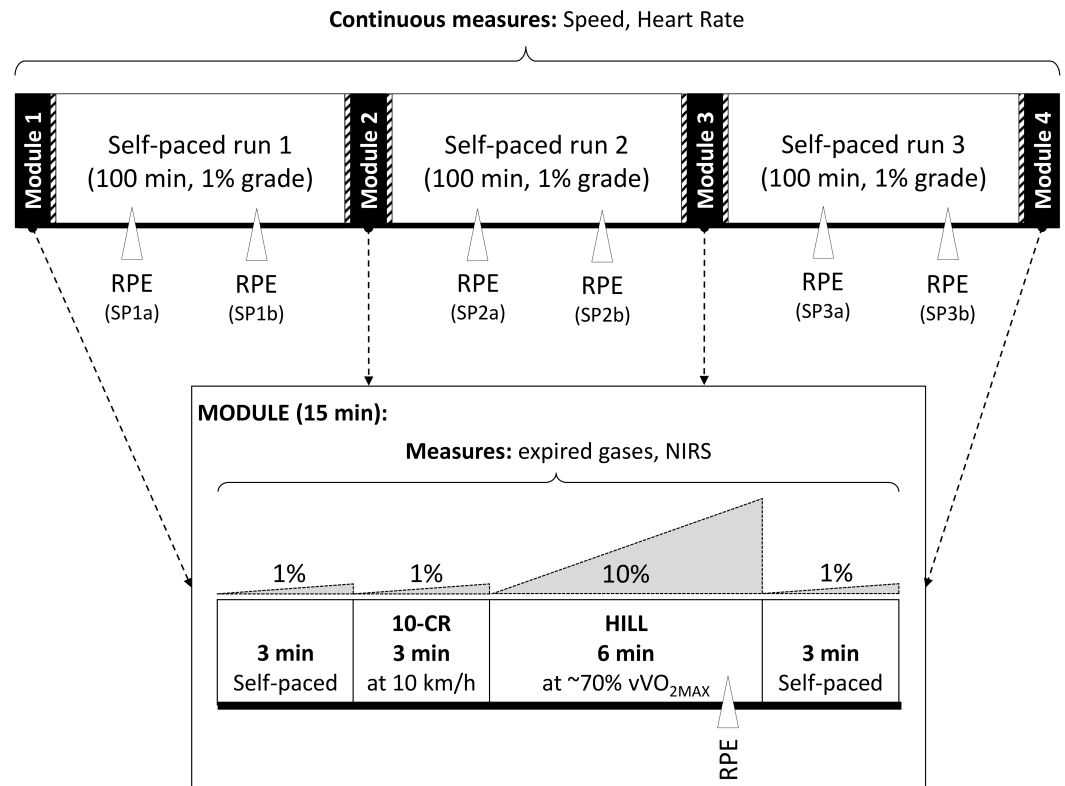 Continuous measures: Speed, Heart Rate
Module 1
Self-paced run 1
(100 min, 1% grade)
Module 2
Self-paced run 2
(100 min, 1% grade)
Module 3
Self-paced run 3
(100 min, 1% grade)
Module 4
RPE
(SP1a)
RPE
(SP1b)
RPE
(SP2a)
RPE
(SP2b)
RPE
(SP3a)
RPE
(SP3b)
MODULE (15 min):
Measures: expired gases, NIRS
1%
1%
10%
1%
3 min
Self-paced
10-CR
3 min
at 10 km/h
HILL
6 min
at ~70% vVO2MAX
3 min
Self-paced
RPE